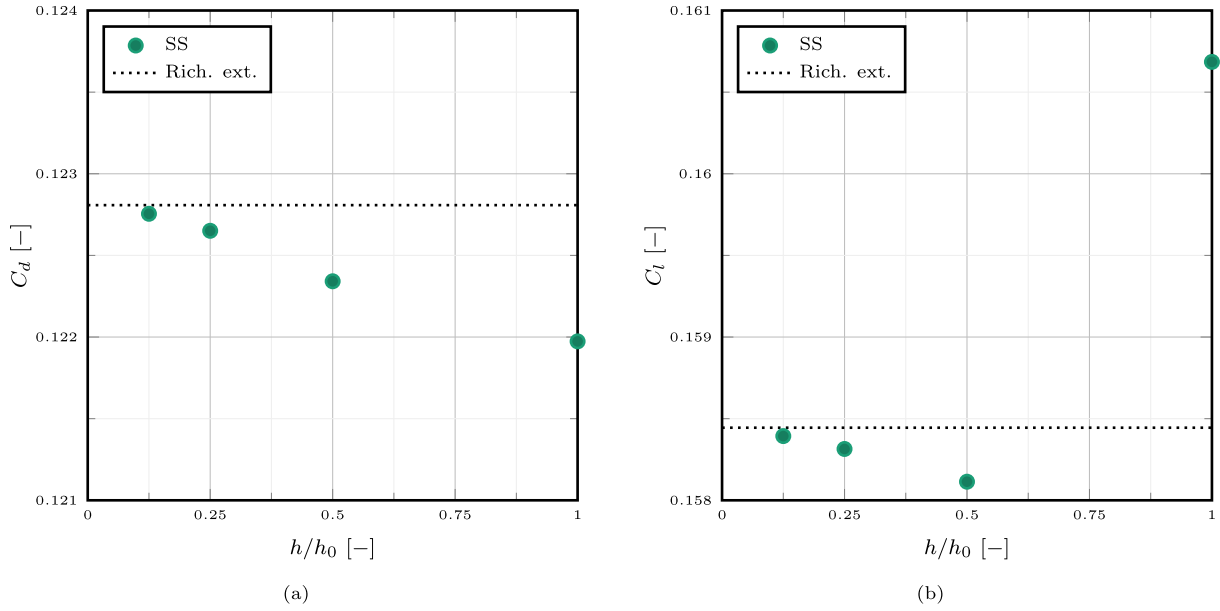 0.124
0.123
0.122
0.121
C_d [−]
SS
Rich. ext.
0
0.25
0.5
0.75
1
h/h_0 [−]
(a)
0.161
0.16
0.159
0.158
C_l [−]
SS
Rich. ext.
0
0.25
0.5
0.75
1
h/h_0 [−]
(b)